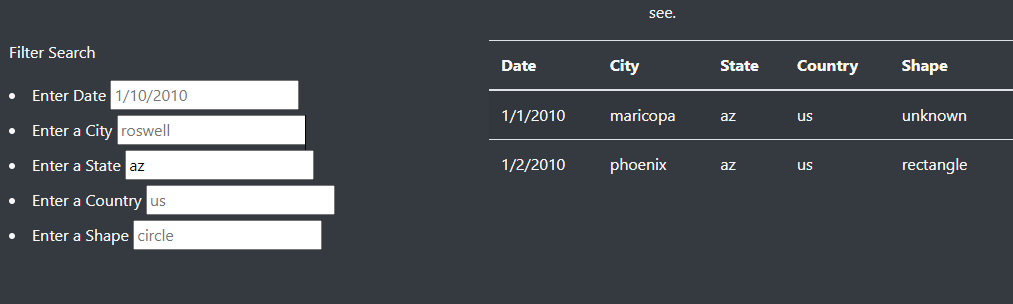 see.
Filter Search
Enter Date 1/10/2010
Enter a City roswell
Enter a State az
Enter a Country us
Enter a Shape circle
Date City State Country Shape
1/1/2010 maricopa az us unknown
1/2/2010 phoenix az us rectangle